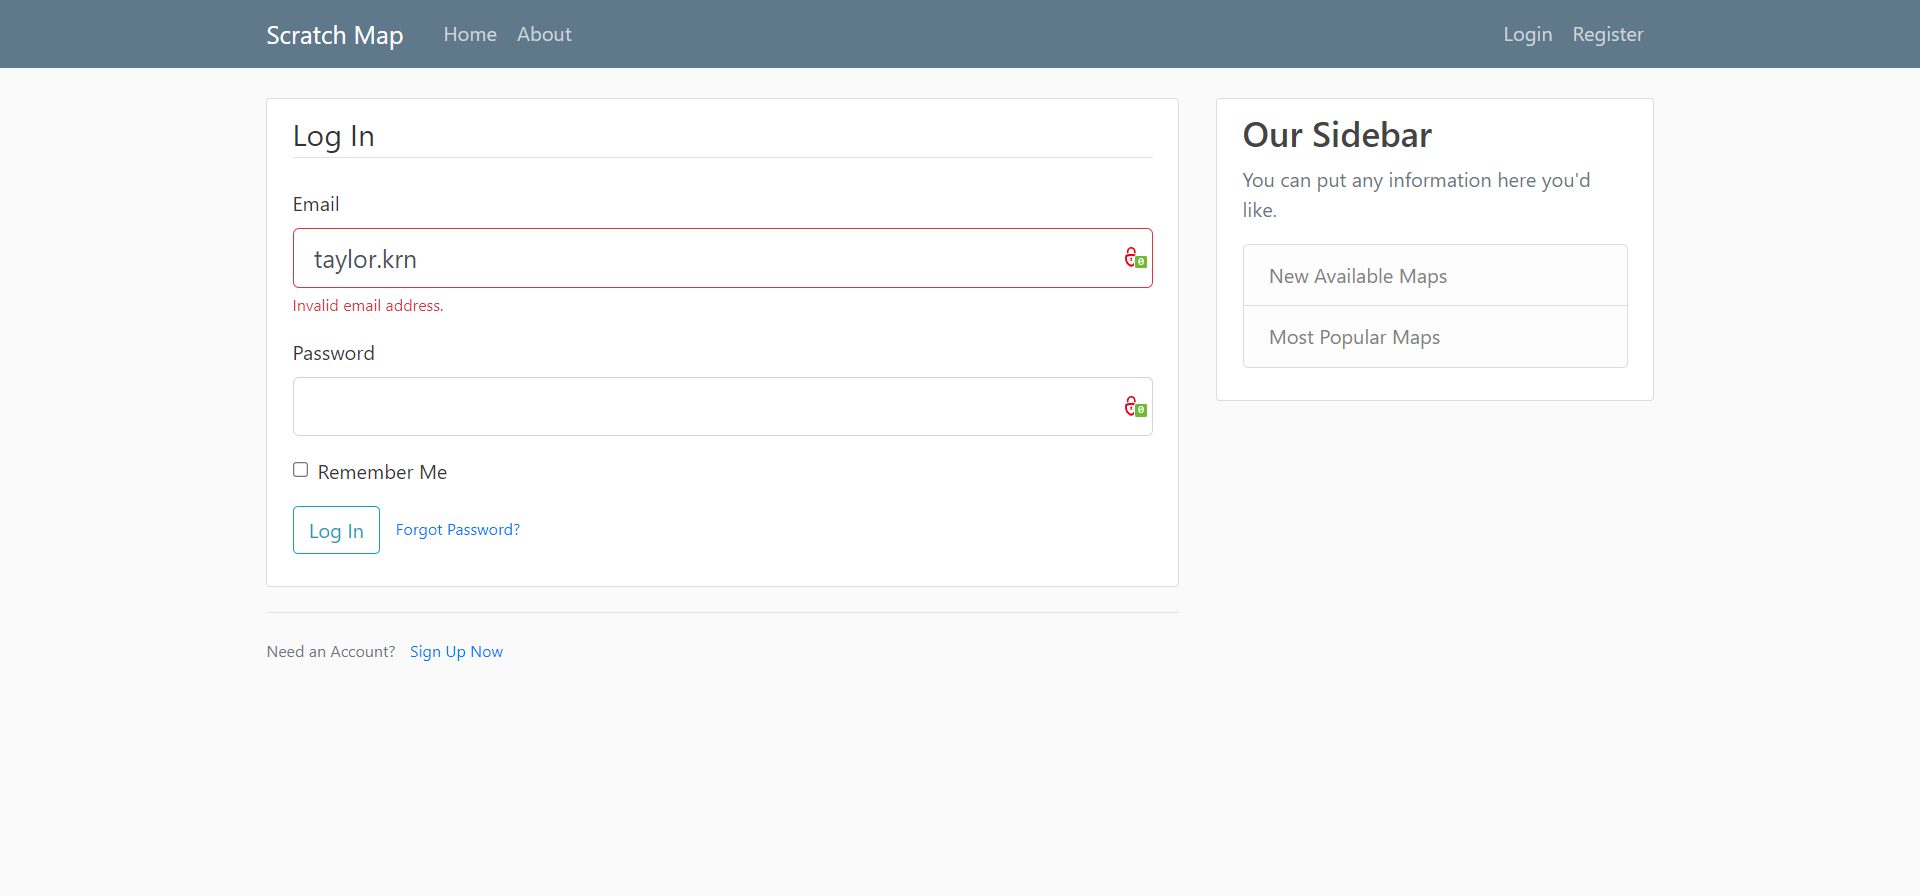 Scratch Map
Home
About
Login
Register
Log In
Email
taylor.krn
0
Invalid email address.
Password
0
Remember Me
Log In
Forgot Password?
Need an Account? Sign Up Now
Our Sidebar
You can put any information here you'd
like.
New Available Maps
Most Popular Maps